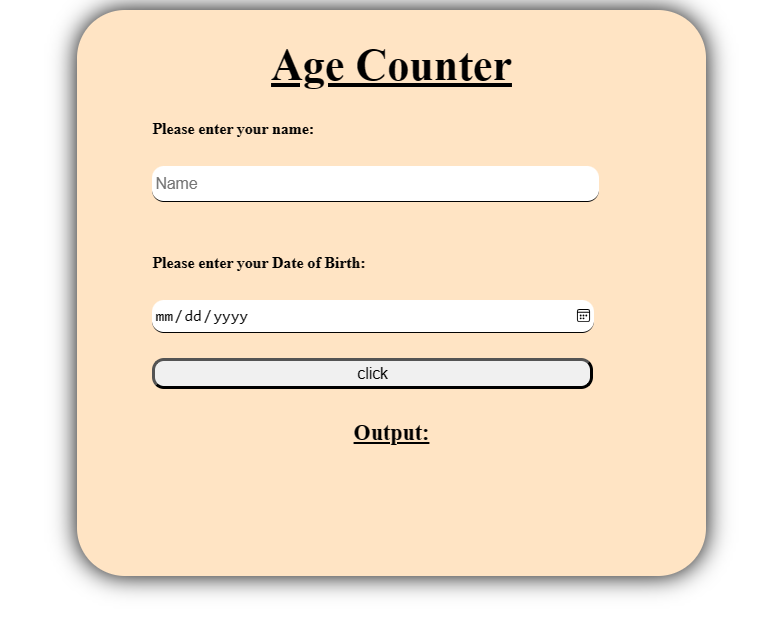 Age Counter
Please enter your name:
Name
Please enter your Date of Birth:
mm/dd/yyyy
click
Output: